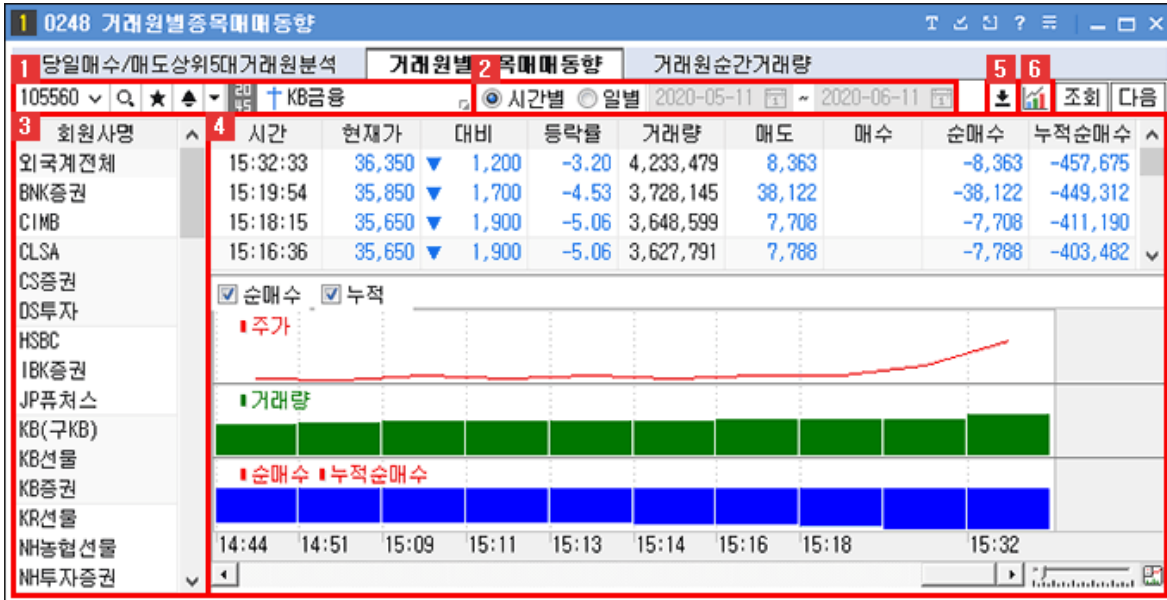 1 0248 거래원별종목매매동향
1 당일매수/매도상위5대거래원분석 거래원별종목매매동향 거래원순간거래량 5 6
105560 20 45 KB금융 2 시간별 일별 2020-05-11 ~ 2020-06-11 조회 다음
3 회원사명 4 시간 현재가 대비 등락률 거래량 매도 매수 순매수 누적순매수
외국계전체 15:32:33 36,350 ▼ 1,200 -3.20 4,233,479 8,363 -8,363 -457,675
BNK증권 15:19:54 35,850 ▼ 1,700 -4.53 3,728,145 38,122 -38,122 -449,312
CIMB 15:18:15 35,650 ▼ 1,900 -5.06 3,648,599 7,708 -7,708 -411,190
CLSA 15:16:36 35,650 ▼ 1,900 -5.06 3,627,791 7,788 -7,788 -403,482
CS증권
순매수 누적
DS투자
주가
HSBC
IBK증권
JP퓨처스
거래량
KB(구KB)
KB선물
순매수 누적순매수
KB증권
KR선물
NH농협선물
14:44 14:51 15:09 15:11 15:13 15:14 15:16 15:18 15:32
NH투자증권